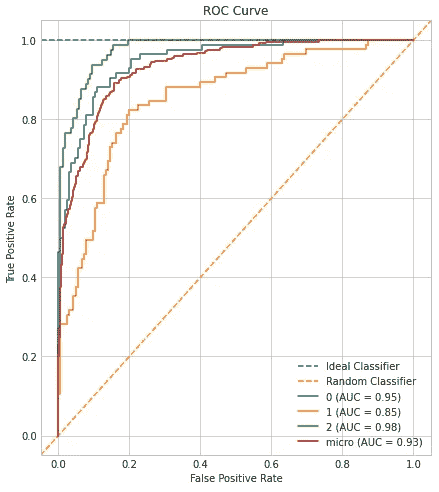 ROC Curve
1.0
0.8
0.6
0.4
0.2
0.0
True Positive Rate
Ideal Classifier
Random Classifier
0 (AUC = 0.95)
1 (AUC = 0.85)
2 (AUC = 0.98)
micro (AUC = 0.93)
0.0 0.2 0.4 0.6 0.8 1.0
False Positive Rate